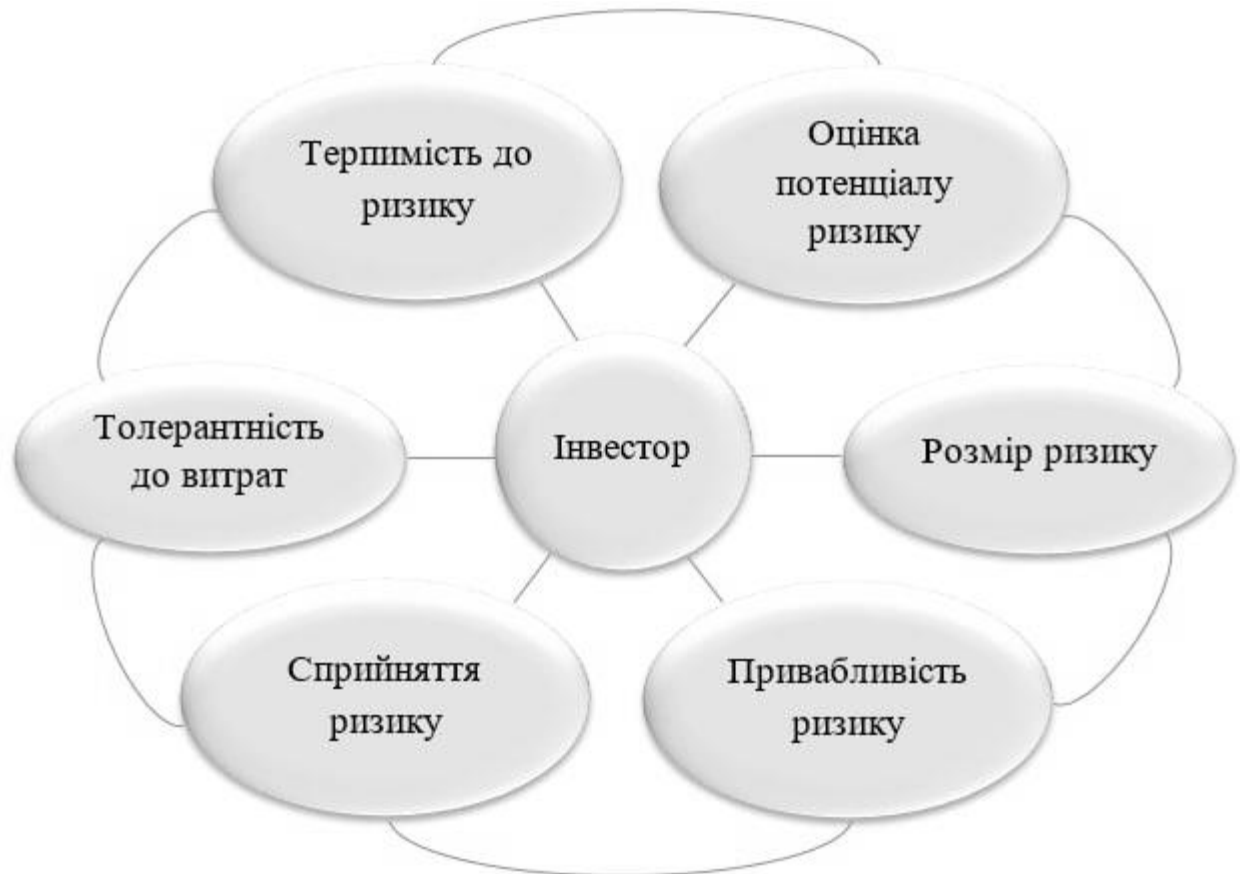 Терпимість до
ризику
Оцінка
потенціалу
ризику
Толерантність
до витрат
Інвестор
Розмір ризику
Сприйняття
ризику
Привабливість
ризику